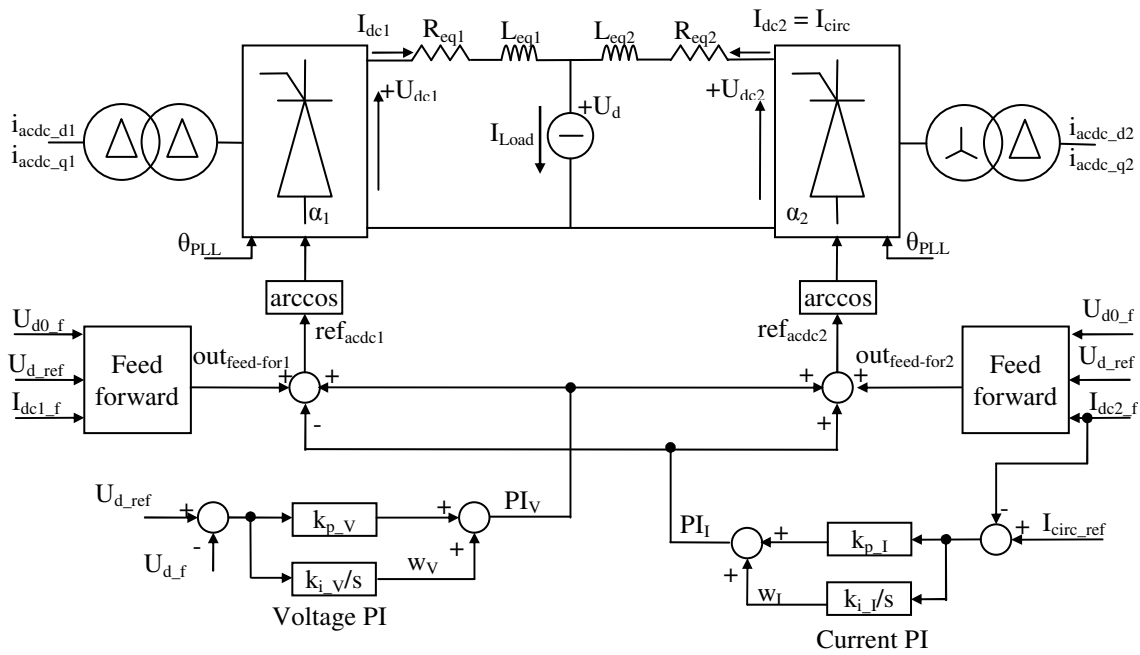 I_dc1
R_eq1
L_eq1
L_eq2
R_eq2
I_dc2 = I_circ
+U_dc1
+U_d
+U_dc2
I_Load
i_acdc_d1
i_acdc_q1
i_acdc_d2
i_acdc_q2
α_1
α_2
θ_PLL
θ_PLL
arccos
arccos
ref_acdc1
ref_acdc2
U_d0_f
U_d_ref
I_dc1_f
Feed
forward
out_feed-for1
+
+
-
+
+
+
out_feed-for2
Feed
forward
U_d0_f
U_d_ref
I_dc2_f
U_d_ref
+
-
U_d_f
k_p_V
k_i_V/s
w_V
+
+
PI_V
Voltage PI
PI_I
+
+
w_I
k_p_I
k_i_I/s
-
+
I_circ_ref
Current PI